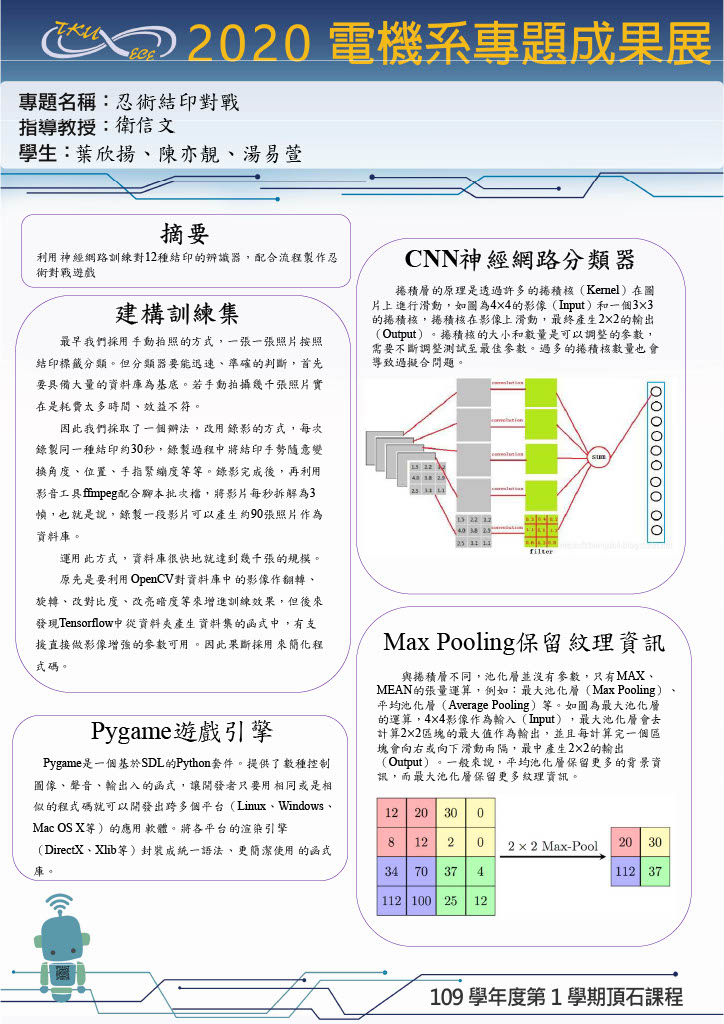 TKU ECE
2020 電機系專題成果展
專題名稱：忍術結印對戰
指導教授：衛信文
學生：葉欣揚、陳亦靚、湯易萱
摘要
利用神經網路訓練對12種結印的辨識器，配合流程製作忍
術對戰遊戲
建構訓練集
最早我們採用手動拍照的方式，一張一張照片按照
結印標籤分類。但分類器要能迅速、準確的判斷，首先
要具備大量的資料庫為基底。若手動拍攝幾千張照片實
在是耗費太多時間、效益不符。
因此我們採取了一個辦法，改用錄影的方式，每次
錄製同一種結印約30秒，錄製過程中將結印手勢隨意變
換角度、位置、手指緊繃度等等。錄影完成後，再利用
影音工具ffmpeg配合腳本批次檔，將影片每秒拆解為3
幀，也就是說，錄製一段影片可以產生約90張照片作為
資料庫。
運用此方式，資料庫很快地就達到幾千張的規模。
原先是要利用OpenCV對資料庫中的影像作翻轉、
旋轉、改對比度、改亮暗度等來增進訓練效果，但後來
發現Tensorflow中從資料夾產生資料集的函式中，有支
援直接做影像增強的參數可用。因此果斷採用來簡化程
式碼。
Pygame遊戲引擎
Pygame是一個基於SDL的Python套件。提供了數種控制
圖像、聲音、輸出入的函式，讓開發者只要用相同或是相
似的程式碼就可以開發出跨多個平台（Linux、Windows、
Mac OS X等）的應用軟體。將各平台的渲染引擎
（DirectX、Xlib等）封裝成統一語法、更簡潔使用的函式
庫。
CNN神經網路分類器
捲積層的原理是透過許多的捲積核（Kernel）在圖
片上進行滑動，如圖為4×4的影像（Input）和一個3×3
的捲積核，捲積核在影像上滑動，最終產生2×2的輸出
（Output）。捲積核的大小和數量是可以調整的參數，
需要不斷調整測試至最佳參數。過多的捲積核數量也會
導致過擬合問題。
convolution
convolution
convolution
convolution
convolution
sum
1.5 2.2 3.2
4.0 3.8 2.5
2.5 3.1 1.1
1.5 2.2 3.2
4.0 3.8 2.5
2.5 3.1 1.1
filter
Max Pooling保留紋理資訊
與捲積層不同，池化層並沒有參數，只有MAX、
MEAN的張量運算，例如：最大池化層（Max Pooling）、
平均池化層（Average Pooling）等。如圖為最大池化層
的運算，4×4影像作為輸入（Input），最大池化層會去
計算2×2區塊的最大值作為輸出，並且每計算完一個區
塊會向右或向下滑動兩隔，最中產生2×2的輸出
（Output）。一般來說，平均池化層保留更多的背景資
訊，而最大池化層保留更多紋理資訊。
12 20 30 0
8 12 2 0
34 70 37 4
112 100 25 12
2 × 2 Max-Pool
20 30
112 37
109 學年度第 1 學期頂石課程